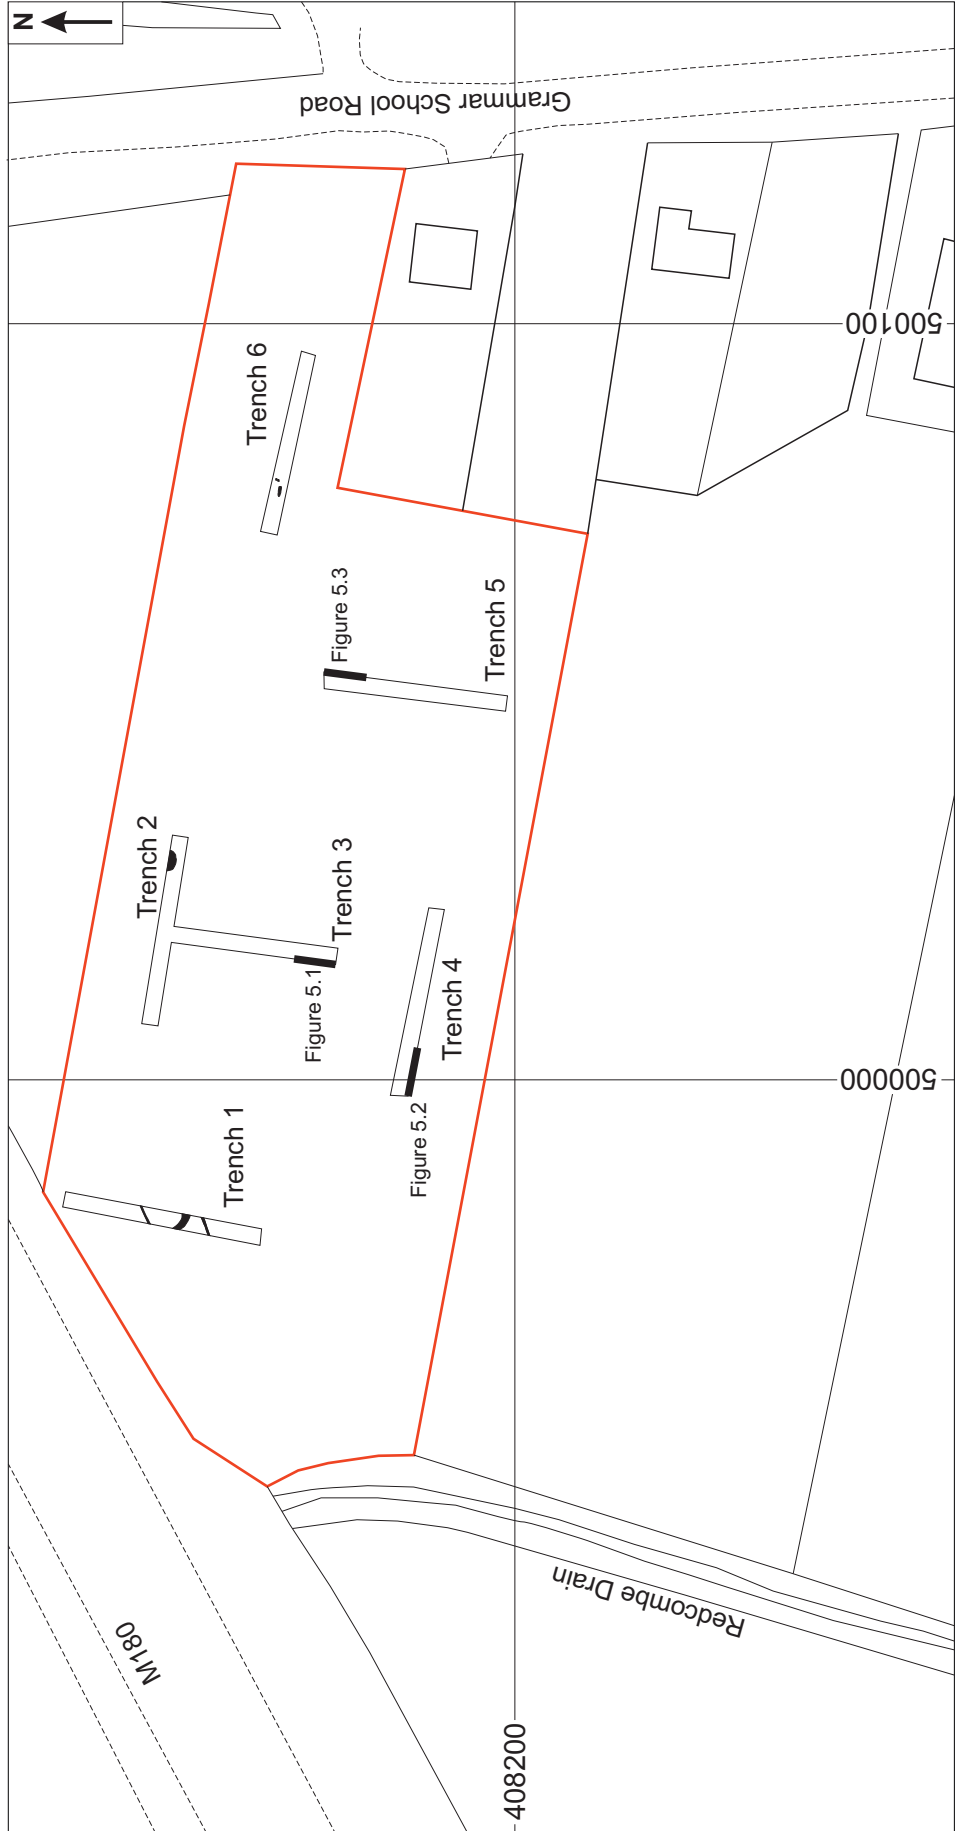 N
Grammar School Road
500100
Trench 6
Figure 5.3
Trench 5
Trench 2
Trench 3
Figure 5.1
Trench 4
Figure 5.2
500000
Trench 1
Redcombe Drain
M180
408200